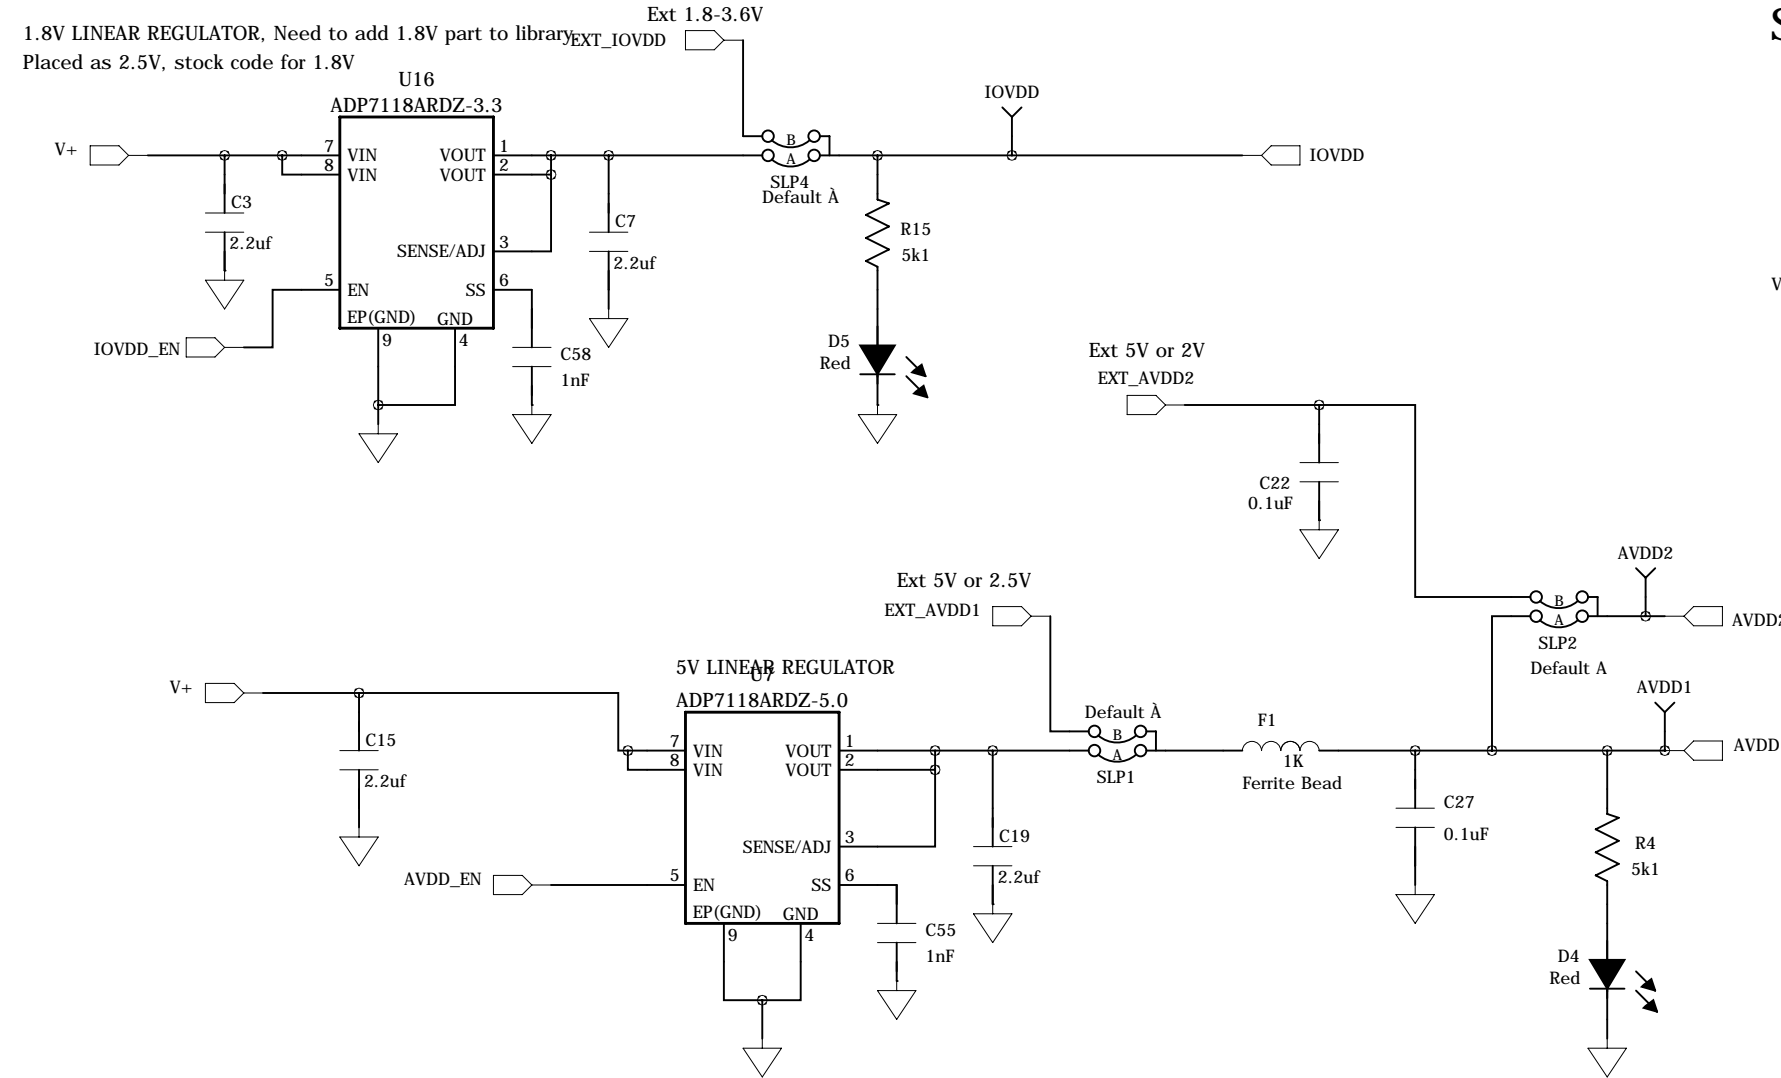 1.8V LINEAR REGULATOR, Need to add 1.8V part to library
Placed as 2.5V, stock code for 1.8V
Ext 1.8-3.6V
EXT_IOVDD
S
U16
ADP7118ARDZ-3.3
V+
7 VIN
8 VIN
VOUT 1
VOUT 2
SENSE/ADJ 3
5 EN
SS 6
EP(GND) GND
9 4
C3
2.2uf
IOVDD_EN
C7
2.2uf
C58
1nF
B
A
SLP4
Default À
IOVDD
IOVDD
R15
5k1
D5
Red
V
Ext 5V or 2V
EXT_AVDD2
C22
0.1uF
AVDD2
B
A
SLP2
Default A
AVDD2
Ext 5V or 2.5V
EXT_AVDD1
5V LINEAR REGULATOR
U7
ADP7118ARDZ-5.0
V+
C15
2.2uf
AVDD_EN
7 VIN
8 VIN
VOUT 1
VOUT 2
SENSE/ADJ 3
5 EN
SS 6
EP(GND) GND
9 4
C19
2.2uf
C55
1nF
Default À
B
A
SLP1
F1
1K
Ferrite Bead
C27
0.1uF
AVDD1
AVDD
R4
5k1
D4
Red